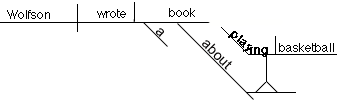 Wolfson wrote book
a
about
playing
basketball